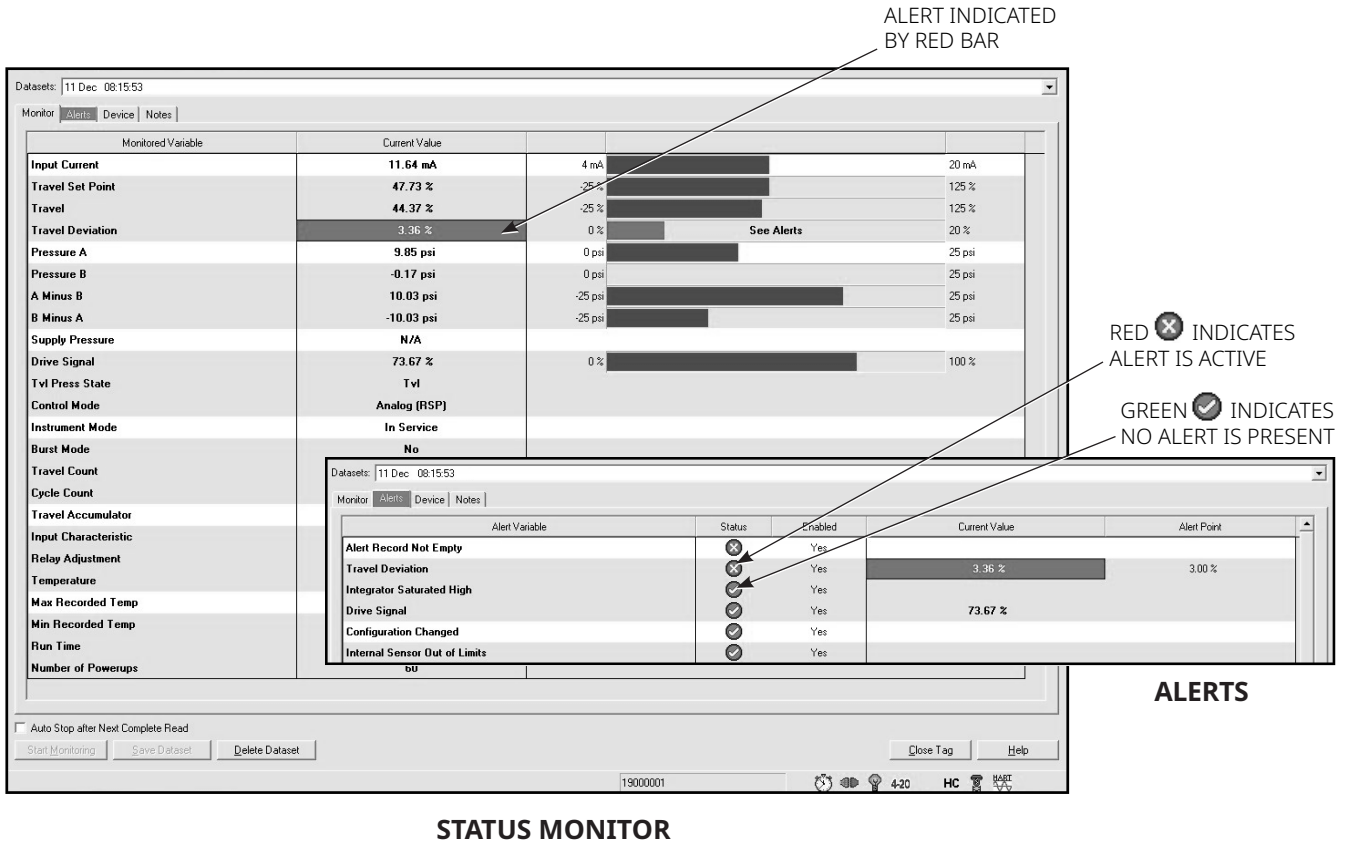 ALERT INDICATED
BY RED BAR
Datasets: 11 Dec 08:15:53
Monitor Alerts Device Notes
Monitored Variable Current Value
Input Current 11.64 mA 4 mA 20 mA
Travel Set Point 47.73 % -25 % 125 %
Travel 44.37 % -25 % 125 %
Travel Deviation 3.36 % 0 % See Alerts 20 %
Pressure A 9.85 psi 0 psi 25 psi
Pressure B -0.17 psi 0 psi 25 psi
A Minus B 10.03 psi -25 psi 25 psi
B Minus A -10.03 psi -25 psi 25 psi
Supply Pressure N/A
Drive Signal 73.67 % 0 % 100 %
Tvl Press State Tvl
Control Mode Analog (RSP)
Instrument Mode In Service
Burst Mode No
Travel Count
Cycle Count
Travel Accumulator
Input Characteristic
Relay Adjustment
Temperature
Max Recorded Temp
Min Recorded Temp
Run Time
Number of Powerups 60
RED INDICATES
ALERT IS ACTIVE
GREEN INDICATES
NO ALERT IS PRESENT
Datasets: 11 Dec 08:15:53
Monitor Alerts Device Notes
Alert Variable Status Enabled Current Value Alert Point
Alert Record Not Empty Yes
Travel Deviation Yes 3.36 % 3.00 %
Integrator Saturated High Yes
Drive Signal Yes 73.67 %
Configuration Changed Yes
Internal Sensor Out of Limits Yes
ALERTS
Auto Stop after Next Complete Read
Start Monitoring Save Dataset Delete Dataset Close Tag Help
19000001 4-20 HC HART
STATUS MONITOR